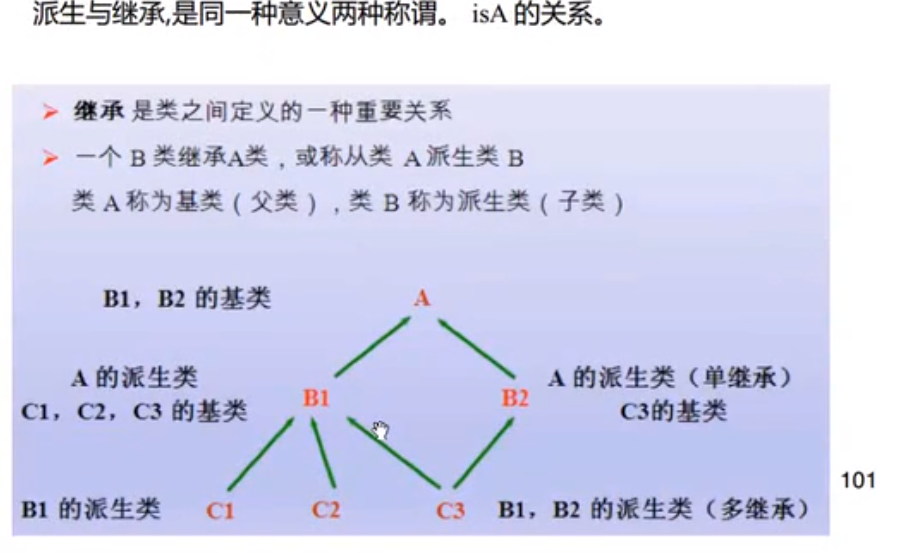 派生与继承,是同一种意义两种称谓。 isA 的关系。
继承 是类之间定义的一种重要关系
一个 B 类继承A类，或称从类 A 派生类 B
类 A 称为基类（父类），类 B 称为派生类（子类）
B1，B2 的基类
A
A 的派生类
C1，C2，C3 的基类
B1
B2
A 的派生类（单继承）
C3的基类
101
B1 的派生类
C1
C2
C3
B1，B2 的派生类（多继承）